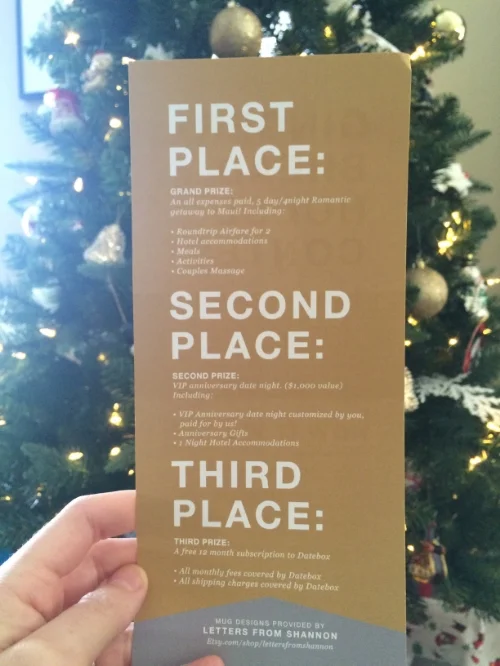 FIRST
PLACE:
GRAND PRIZE:
An all expenses paid, 5 day/4night Romantic
getaway to Maui! Including:
• Roundtrip Airfare for 2
• Hotel accommodations
• Meals
• Activities
• Couples Massage
SECOND
PLACE:
SECOND PRIZE:
VIP anniversary date night. ($1,000 value)
Including:
• VIP Anniversary date night customized by you,
paid for by us!
• Anniversary Gifts
• 1 Night Hotel Accommodations
THIRD
PLACE:
THIRD PRIZE:
A free 12 month subscription to Datebox
• All monthly fees covered by Datebox
• All shipping charges covered by Datebox
MUG DESIGNS PROVIDED BY
LETTERS FROM SHANNON
Etsy.com/shop/lettersfromshannon